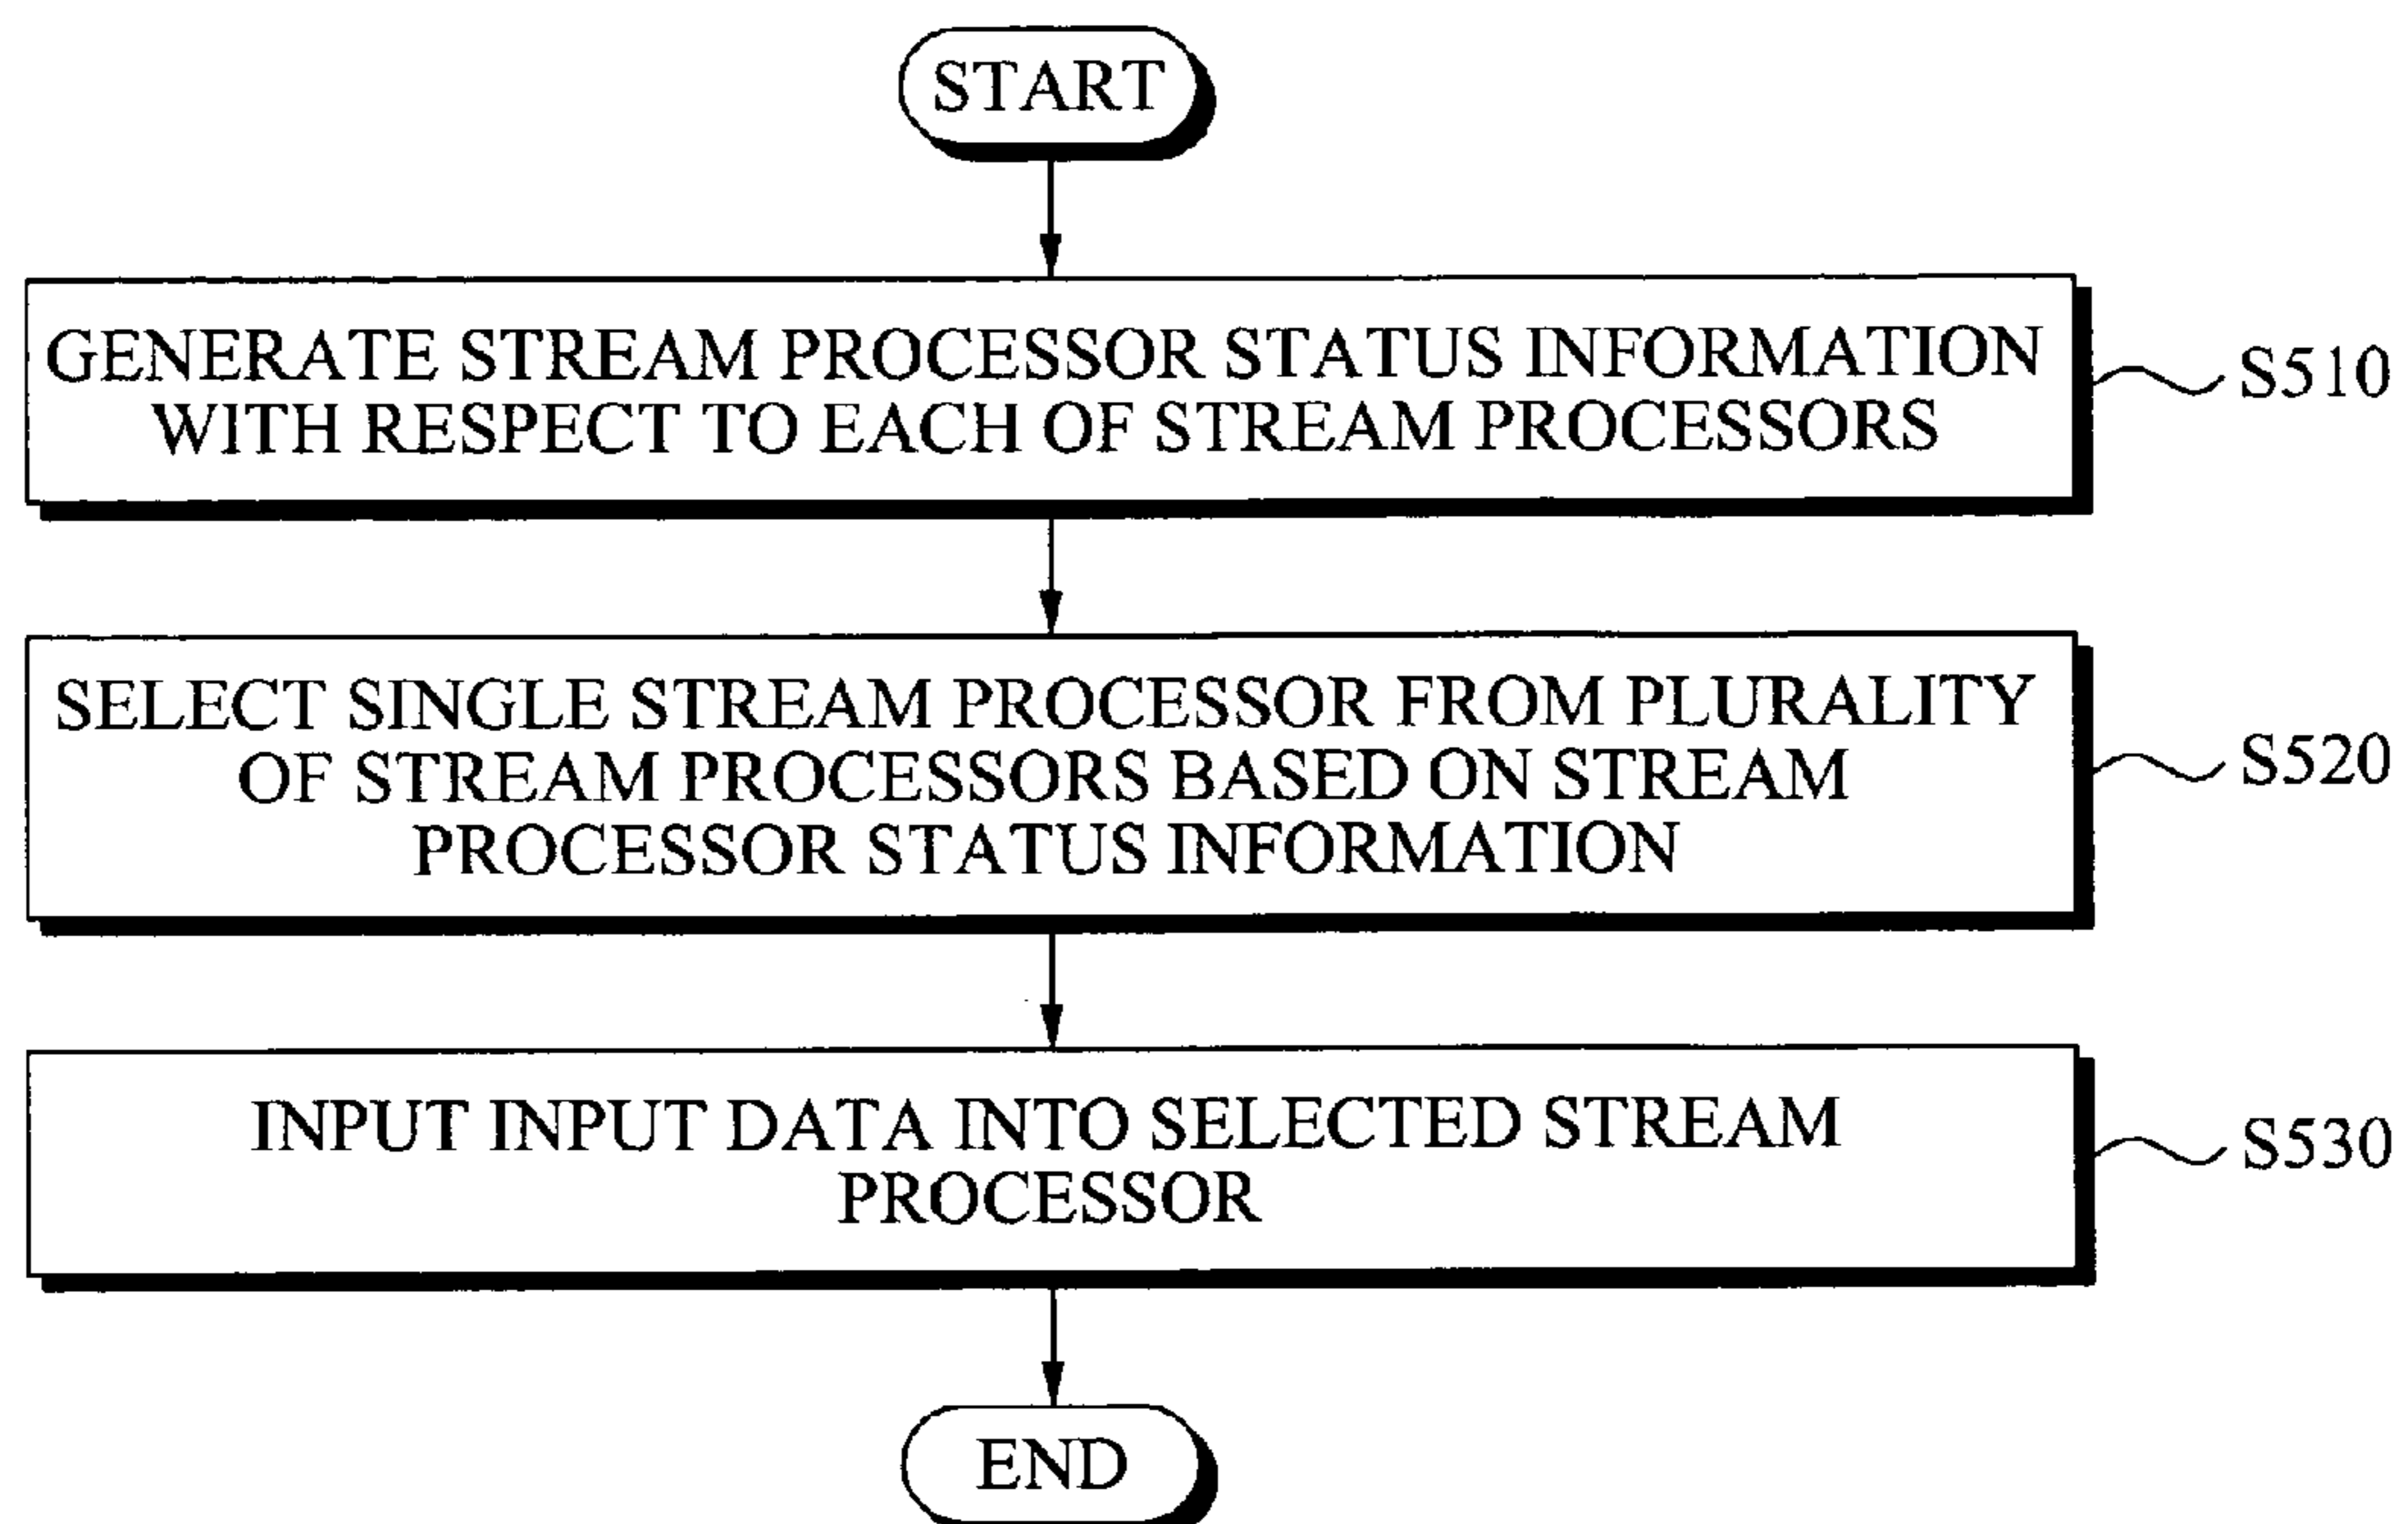 START
GENERATE STREAM PROCESSOR STATUS INFORMATION
WITH RESPECT TO EACH OF STREAM PROCESSORS
S510
SELECT SINGLE STREAM PROCESSOR FROM PLURALITY
OF STREAM PROCESSORS BASED ON STREAM
PROCESSOR STATUS INFORMATION
S520
INPUT INPUT DATA INTO SELECTED STREAM
PROCESSOR
S530
END